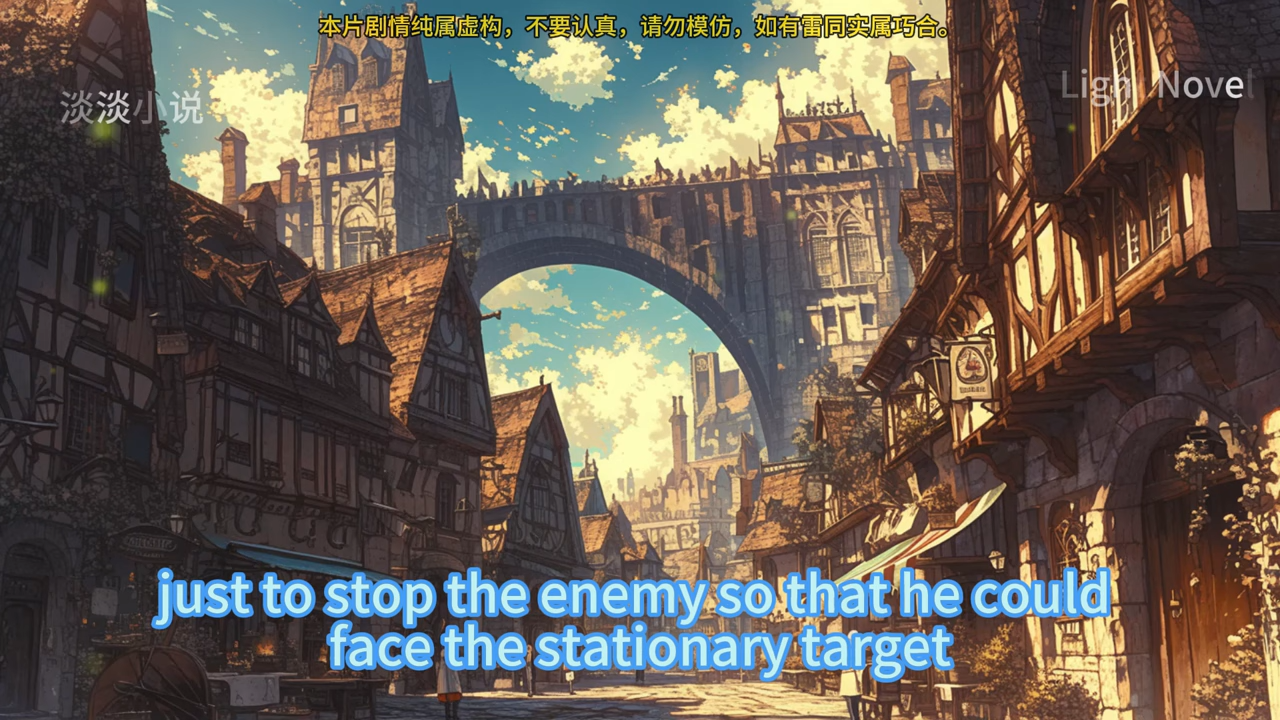 本片剧情纯属虚构，不要认真，请勿模仿，如有雷同实属巧合。
淡淡小说
Light Novel
just to stop the enemy so that he could
face the stationary target